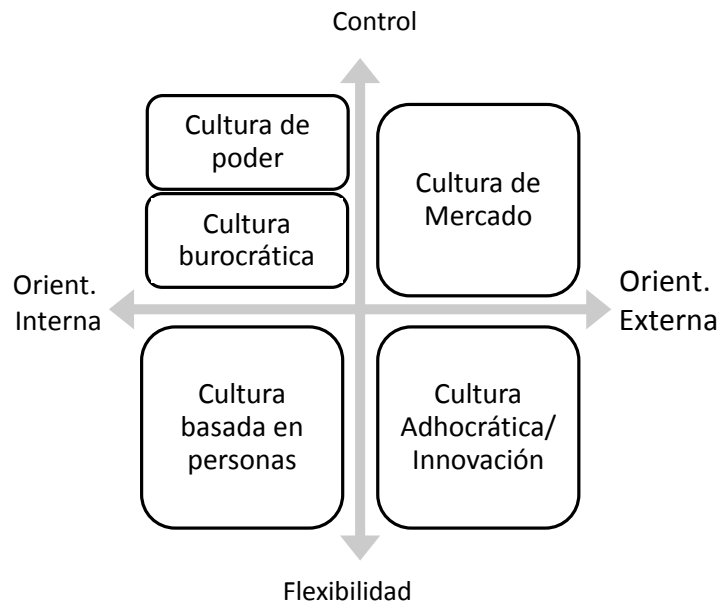 Control
Cultura de
poder
Cultura
burocrática
Cultura de
Mercado
Orient.
Interna
Orient.
Externa
Cultura
basada en
personas
Cultura
Adhocrática/
Innovación
Flexibilidad